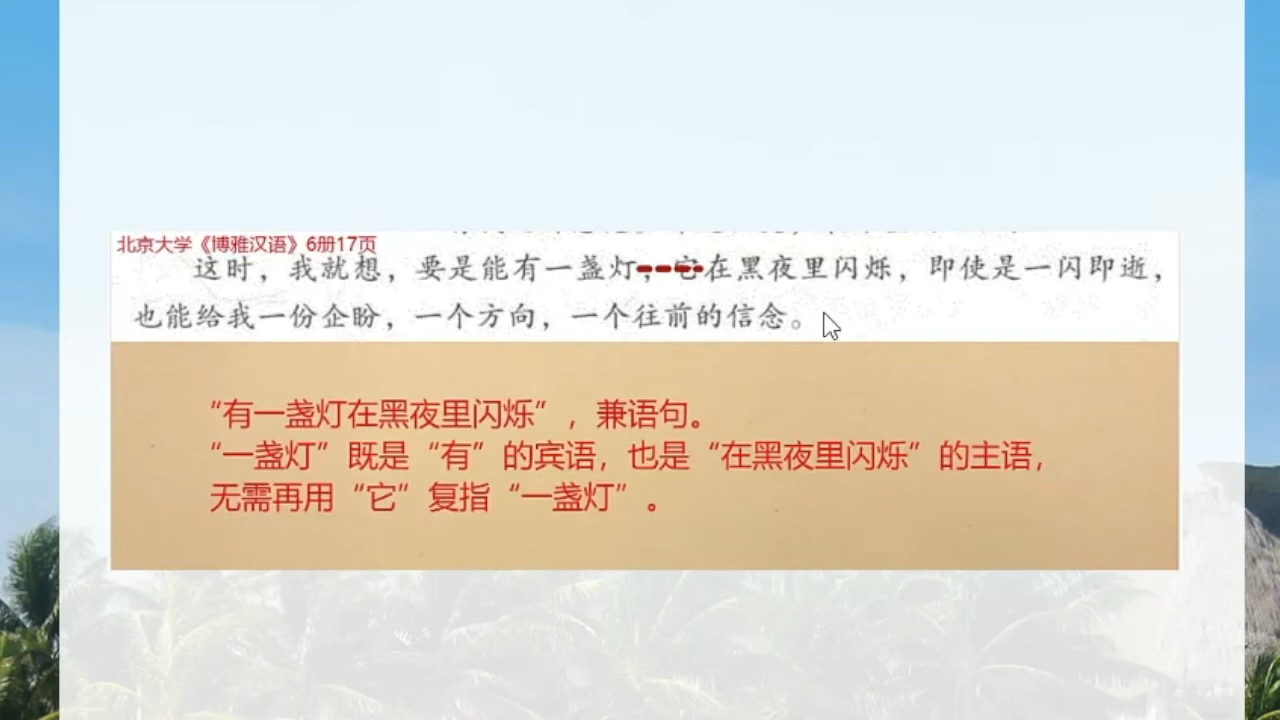 北京大学《博雅汉语》6册17页
这时，我就想，要是能有一盏灯，它在黑夜里闪烁，即使是一闪即逝，
也能给我一份企盼，一个方向，一个往前的信念。
“有一盏灯在黑夜里闪烁”，兼语句。
“一盏灯”既是“有”的宾语，也是“在黑夜里闪烁”的主语，
无需再用“它”复指“一盏灯”。